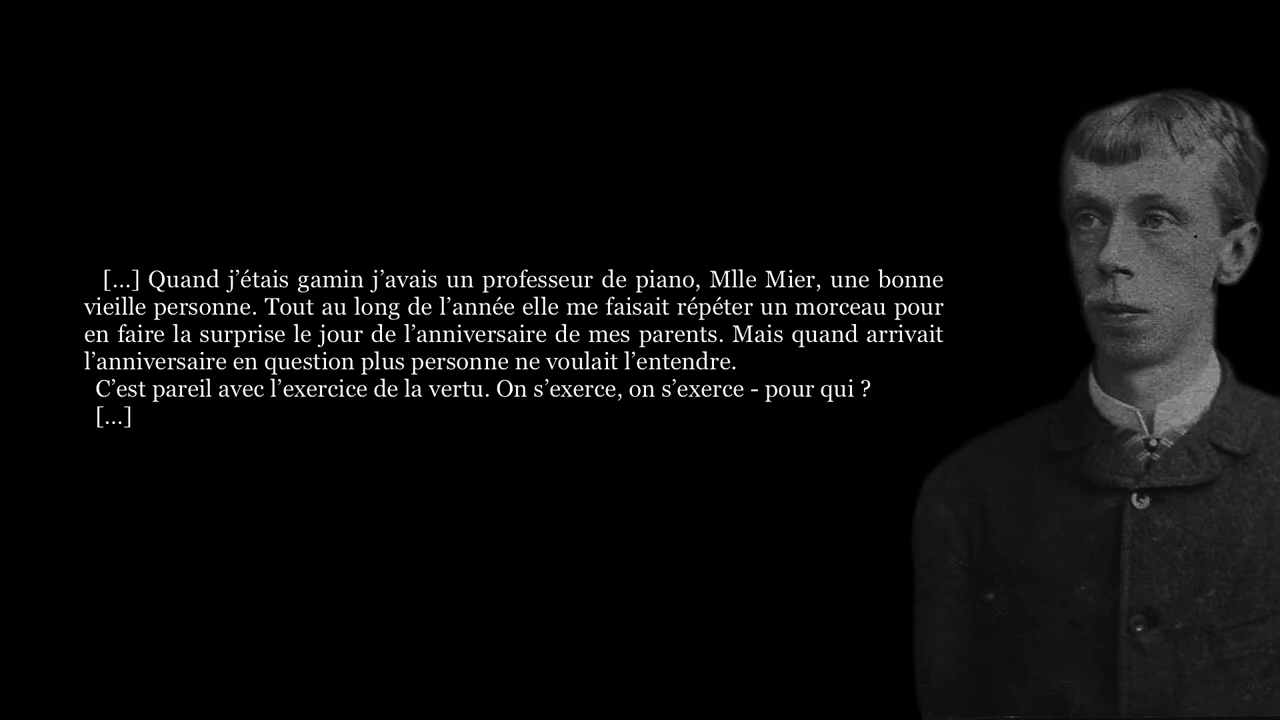 [...] Quand j’étais gamin j’avais un professeur de piano, Mlle Mier, une bonne
vieille personne. Tout au long de l’année elle me faisait répéter un morceau pour
en faire la surprise le jour de l’anniversaire de mes parents. Mais quand arrivait
l’anniversaire en question plus personne ne voulait l’entendre.
C’est pareil avec l’exercice de la vertu. On s’exerce, on s’exerce - pour qui ?
[...]